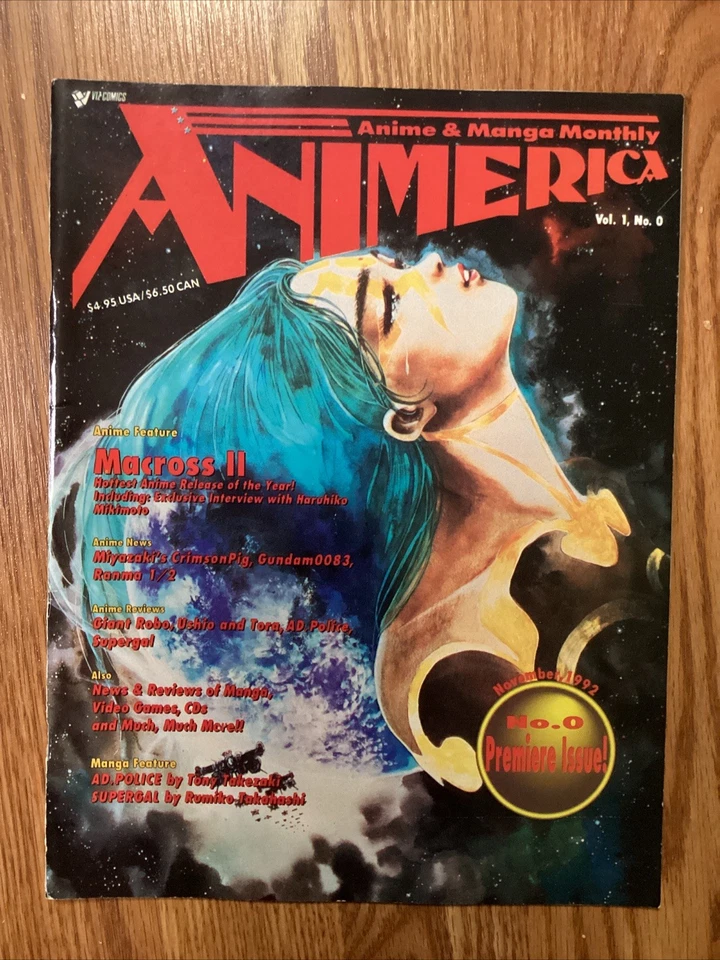 VIZ COMICS
Anime & Manga Monthly
ANIMERICA
Vol. 1, No. 0
$4.95 USA/$6.50 CAN
Anime Feature
Macross II
Hottest Anime Release of the Year!
Including: Exclusive Interview with Haruhiko
Mikimoto
Anime News
Miyazaki's CrimsonPig, Gundam0083,
Ranma 1/2
Anime Reviews
Giant Robo, Ushio and Tora, AD Police,
Supergal
Also
News & Reviews of Manga,
Video Games, CDs
and Much, Much More!!
Manga Feature
AD.POLICE by Tony Takezaki
SUPERGAL by Rumiko Takahashi
November 1992
No.0
Premiere Issue!